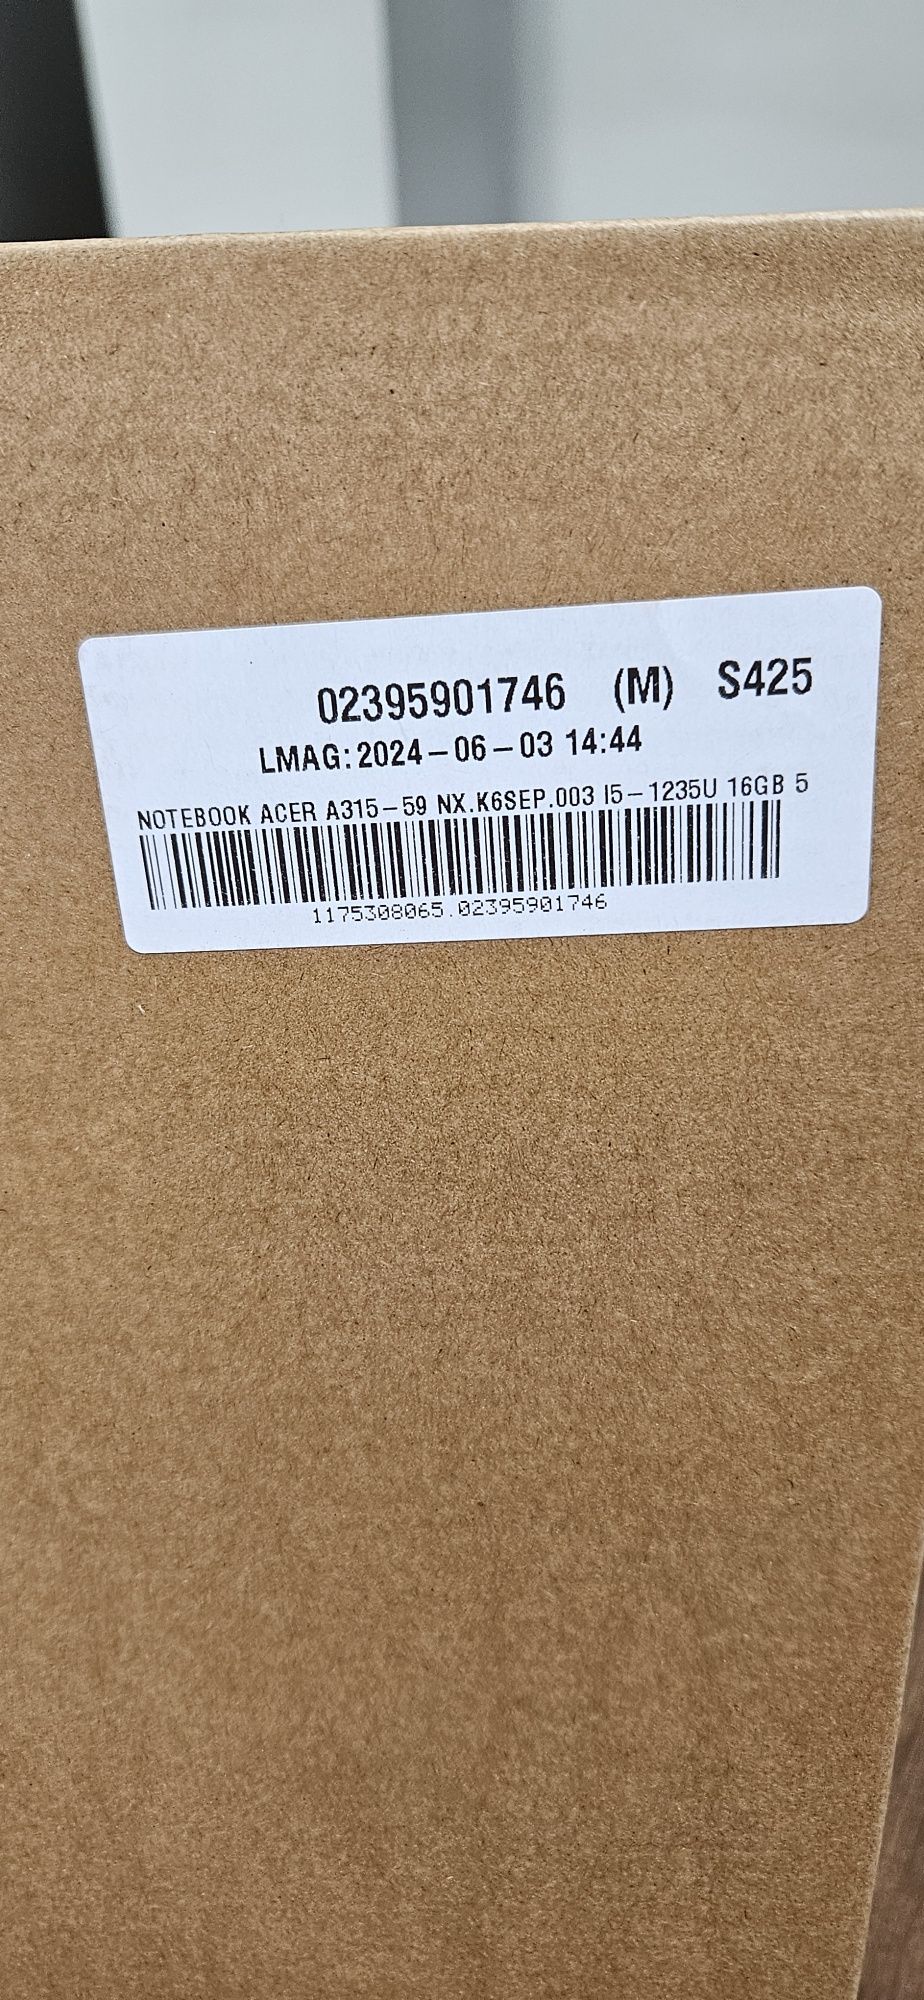 02395901746 (M) S425
LMAG:2024-06-03 14:44
NOTEBOOK ACER A315-59 NX.K6SEP.003 I5-1235U 16GB 5
1175308065.02395901746